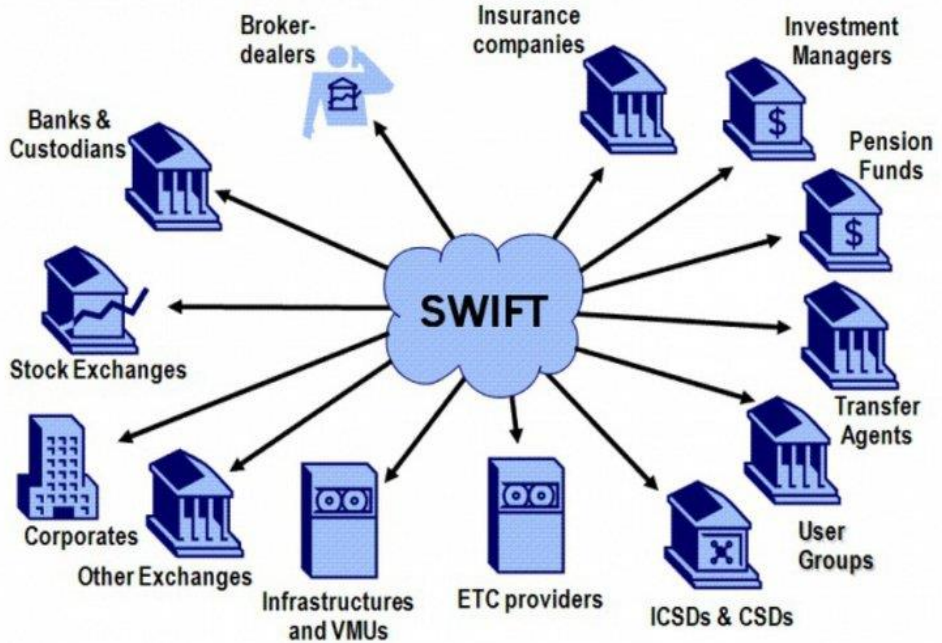 Broker-
dealers
Insurance
companies
Investment
Managers
Banks &
Custodians
$
Pension
Funds
$
SWIFT
Stock Exchanges
Transfer
Agents
Corporates
Other Exchanges
Infrastructures
and VMUs
ETC providers
ICSDs & CSDs
User
Groups